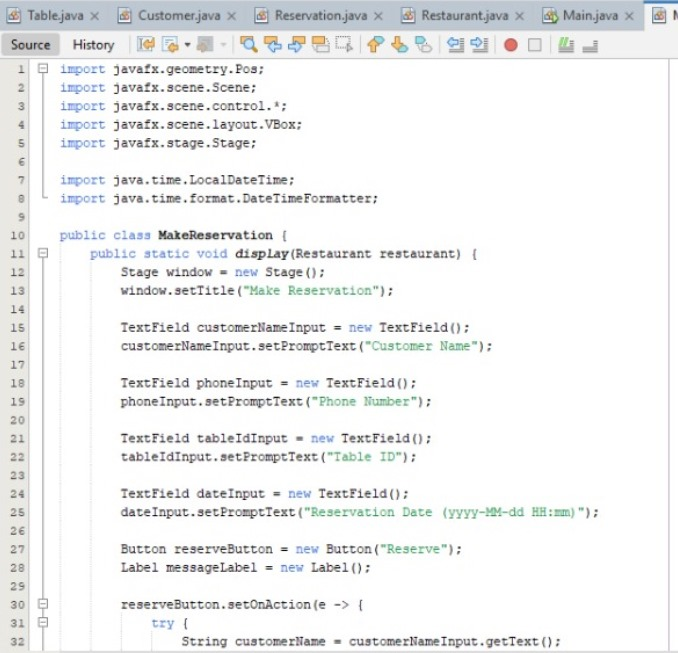 Table.java × Customer.java × Reservation.java × Restaurant.java × Main.java ×
Source History
1 import javafx.geometry.Pos;
2 import javafx.scene.Scene;
3 import javafx.scene.control.*;
4 import javafx.scene.layout.VBox;
5 import javafx.stage.Stage;
6
7 import java.time.LocalDateTime;
8 import java.time.format.DateTimeFormatter;
9
10 public class MakeReservation {
11 public static void display(Restaurant restaurant) {
12 Stage window = new Stage();
13 window.setTitle("Make Reservation");
14
15 TextField customerNameInput = new TextField();
16 customerNameInput.setPromptText("Customer Name");
17
18 TextField phoneInput = new TextField();
19 phoneInput.setPromptText("Phone Number");
20
21 TextField tableIdInput = new TextField();
22 tableIdInput.setPromptText("Table ID");
23
24 TextField dateInput = new TextField();
25 dateInput.setPromptText("Reservation Date (yyyy-MM-dd HH:mm)");
26
27 Button reserveButton = new Button("Reserve");
28 Label messageLabel = new Label();
29
30 reserveButton.setOnAction(e -> {
31 try {
32 String customerName = customerNameInput.getText();